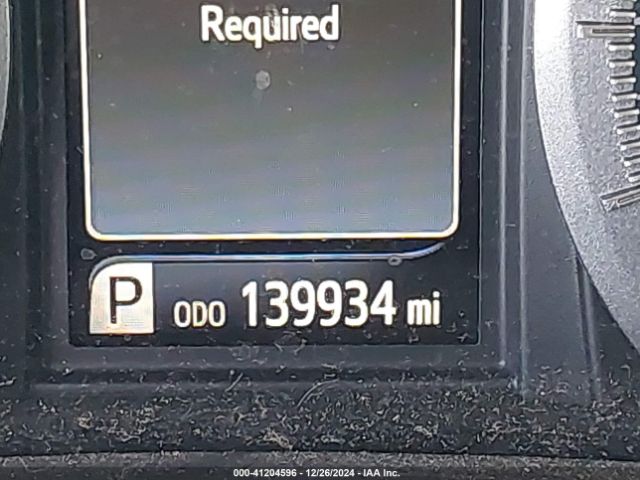 Required
P ODO 139934 mi
000-41204596 - 12/26/2024 - IAA Inc.